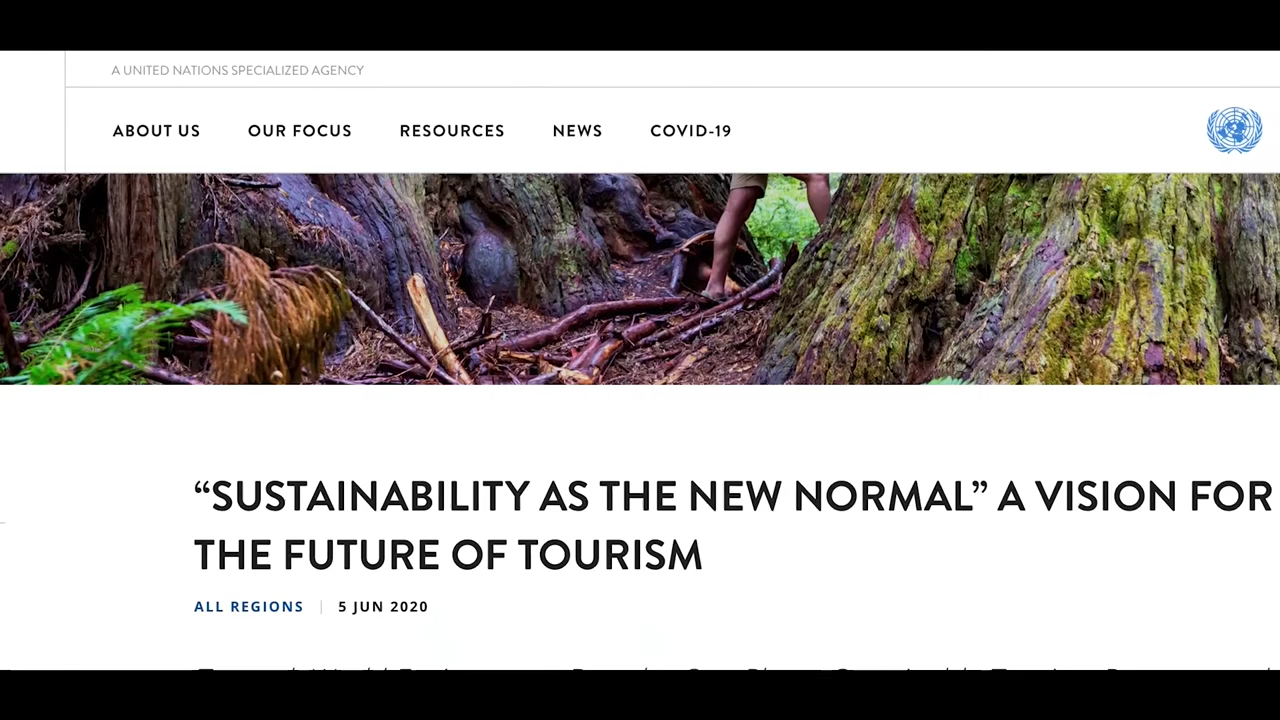 A UNITED NATIONS SPECIALIZED AGENCY
ABOUT US OUR FOCUS RESOURCES NEWS COVID-19
“SUSTAINABILITY AS THE NEW NORMAL” A VISION FOR
THE FUTURE OF TOURISM
ALL REGIONS | 5 JUN 2020